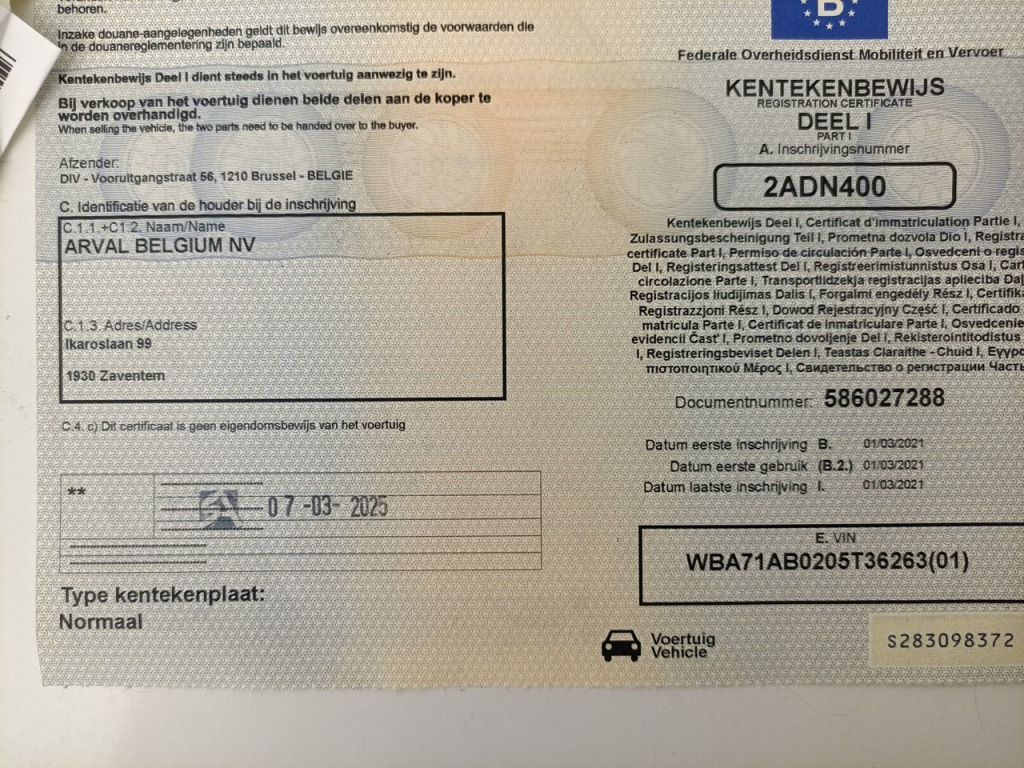 behoren.
Inzake douane-aangelegenheden geldt dit bewijs overeenkomstig de voorwaarden die
in de douanereglementering zijn bepaald.
Kentekenbewijs Deel I dient steeds in het voertuig aanwezig te zijn.
Bij verkoop van het voertuig dienen beide delen aan de koper te
worden overhandigd.
When selling the vehicle, the two parts need to be handed over to the buyer.
Afzender:
DIV - Vooruitgangstraat 56, 1210 Brussel - BELGIE
C. Identificatie van de houder bij de inschrijving
C.1.1.+C1.2. Naam/Name
ARVAL BELGIUM NV
C.1.3. Adres/Address
Ikaroslaan 99
1930 Zaventem
C.4. c) Dit certificaat is geen eigendomsbewijs van het voertuig
**
07 -03- 2025
Type kentekenplaat:
Normaal
B
Federale Overheidsdienst Mobiliteit en Vervoer
KENTEKENBEWIJS
REGISTRATION CERTIFICATE
DEEL I
PART I
A. Inschrijvingsnummer
2ADN400
Kentekenbewijs Deel I, Certificat d'immatriculation Partie I,
Zulassungsbescheinigung Teil I, Prometna dozvola Dio I, Registra
certificate Part I, Permiso de circulación Parte I, Osvedceni o regis
Del I, Registeringsattest Del I, Registreerimistunnistus Osa I, Cart
circolazione Parte I, Transportlidzekja registracijas apliecība Daļ
Registracijos liudijimas Dalis I, Forgalmi engedély Rész I, Certifika
Registrazzjoni Rész I, Dowod Rejestracyjny Część I, Certificado
matricula Parte I, Certificat de inmatriculare Parte I, Osvedcenie
evidencii Časť I, Prometno dovoljenje Del I, Rekisterointitodistus
I, Registreringsbeviset Delen I, Teastas Claraithe - Chuid I, Εγγρ
πιστοποιητικού Μέρος I, Свидетельство о регистрации Часть
Documentnummer: 586027288
Datum eerste inschrijving B. 01/03/2021
Datum eerste gebruik (B.2.) 01/03/2021
Datum laatste inschrijving I. 01/03/2021
E. VIN
WBA71AB0205T36263(01)
Voertuig
Vehicle
S283098372